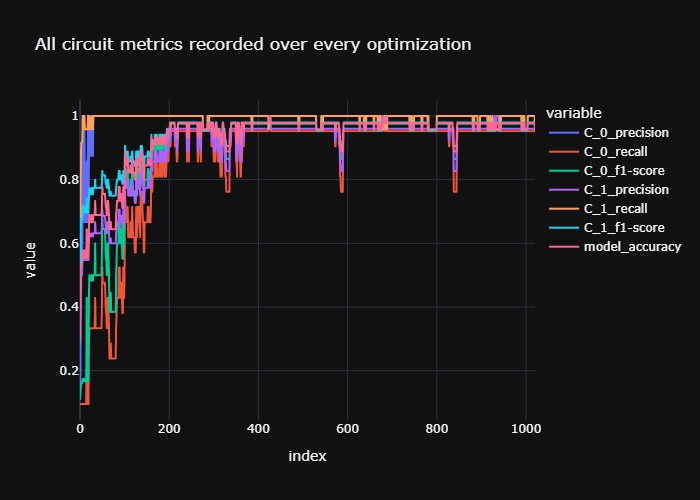 All circuit metrics recorded over every optimization
variable
C_0_precision
C_0_recall
C_0_f1-score
C_1_precision
C_1_recall
C_1_f1-score
model_accuracy
value
1
0.8
0.6
0.4
0.2
0 200 400 600 800 1000
index